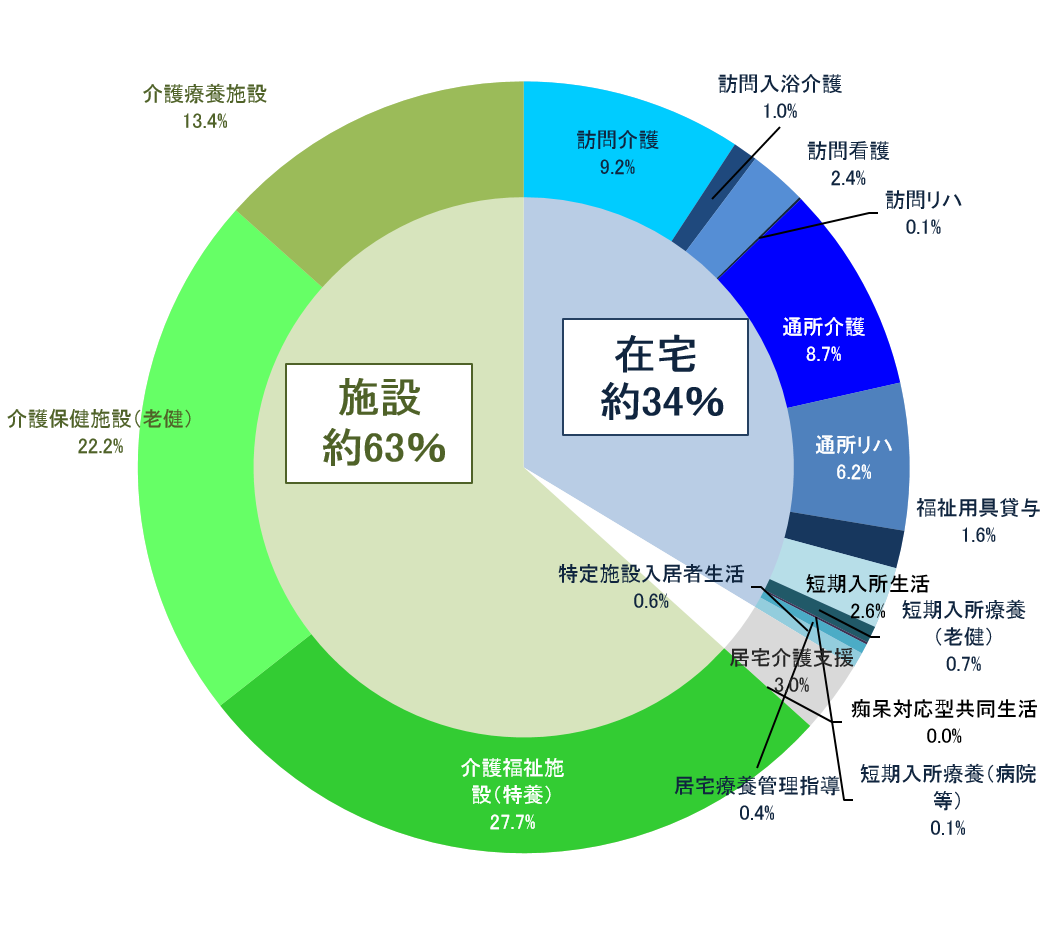 訪問介護
9.2%
訪問入浴介護
1.0%
訪問看護
2.4%
訪問リハ
0.1%
通所介護
8.7%
通所リハ
6.2%
福祉用具貸与
1.6%
短期入所生活
2.6%
短期入所療養
（老健）
0.7%
短期入所療養（病院
等）
0.1%
居宅療養管理指導
0.4%
特定施設入居者生活
0.6%
居宅介護支援
3.0%
痴呆対応型共同生活
0.0%
介護福祉施
設（特養）
27.7%
介護保健施設（老健）
22.2%
介護療養施設
13.4%
在宅
約34%
施設
約63%